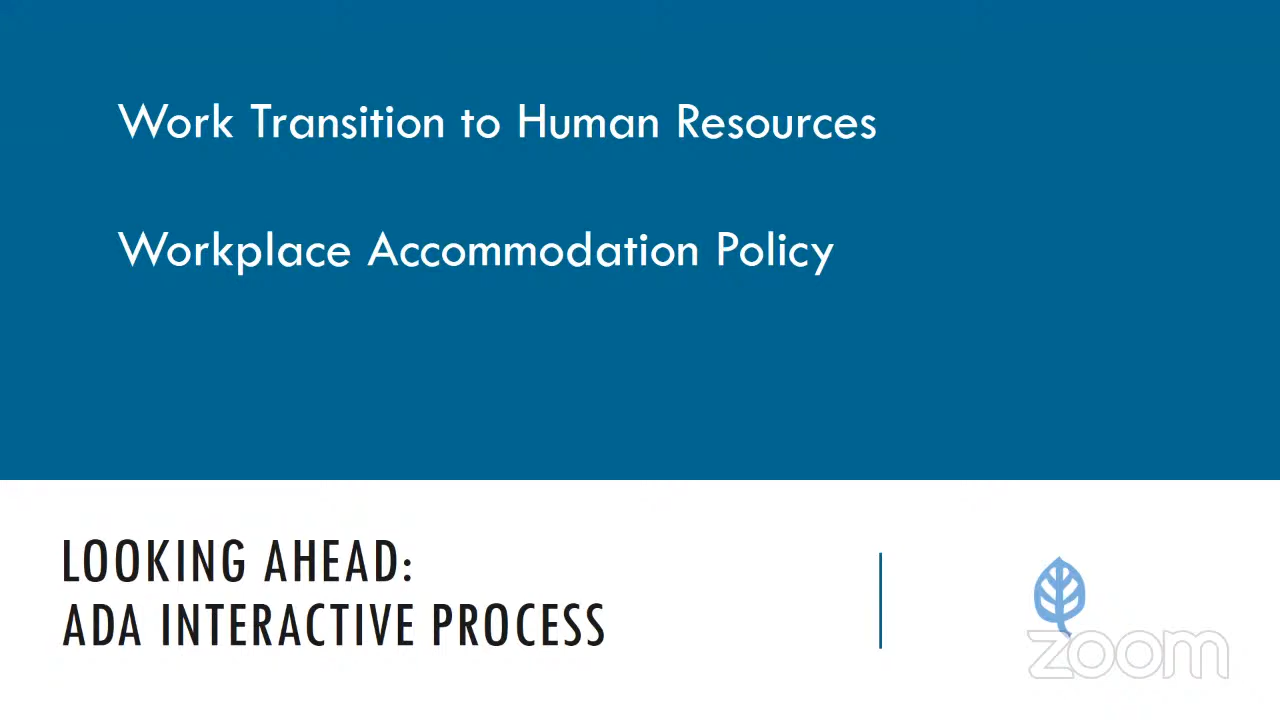 Work Transition to Human Resources
Workplace Accommodation Policy
LOOKING AHEAD:
ADA INTERACTIVE PROCESS
zoom